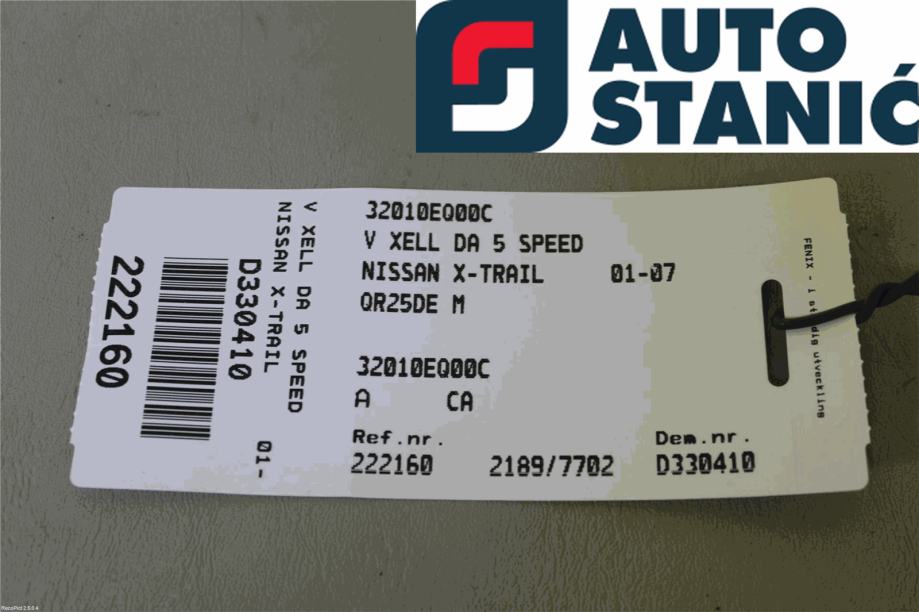 AUTO
STANIĆ
32010EQ00C
V XELL DA 5 SPEED
NISSAN X-TRAIL 01-07
QR25DE M
32010EQ00C
A CA
Ref.nr. Dem.nr.
222160 2189/7702 D330410
V XELL DA 5 SPEED
NISSAN X-TRAIL 01-
D330410
222160
FENIX - i utveckling